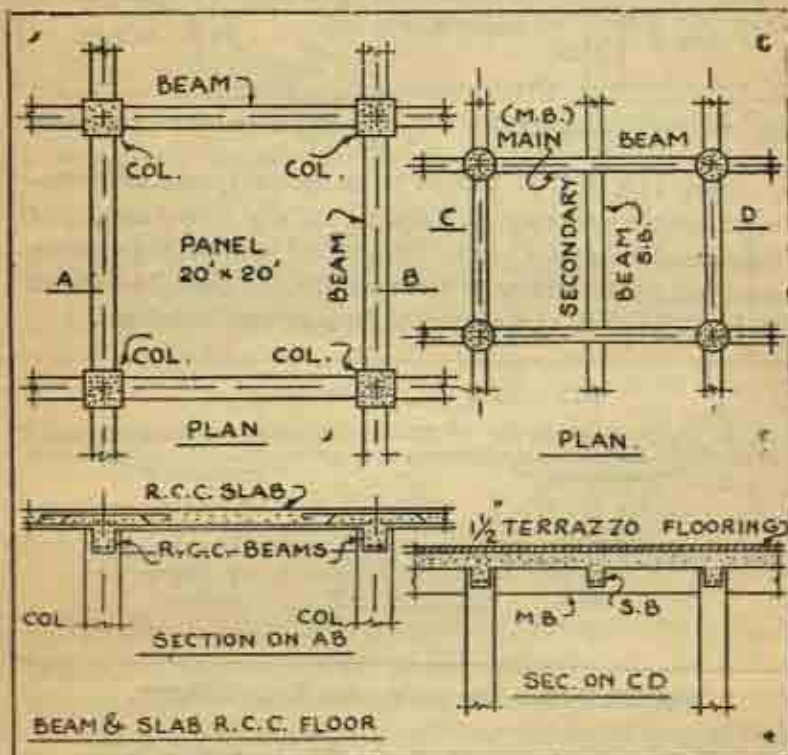 BEAM
COL.
COL.
PANEL
20' × 20'
A
BEAM
B
COL.
COL.
PLAN
(M.B.)
MAIN
BEAM
C
SECONDARY
BEAM
S.B.
D
PLAN.
R.C.C. SLAB
R.C.C. BEAMS
COL
COL
SECTION ON AB
1½" TERRAZZO FLOORING
M.B.
S.B
SEC. ON CD
BEAM & SLAB R.C.C. FLOOR